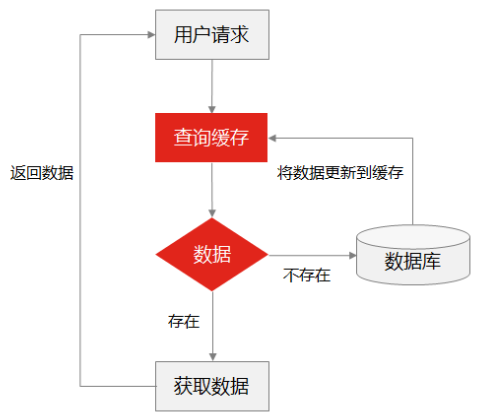 用户请求
查询缓存
返回数据
将数据更新到缓存
数据
数据库
不存在
存在
获取数据